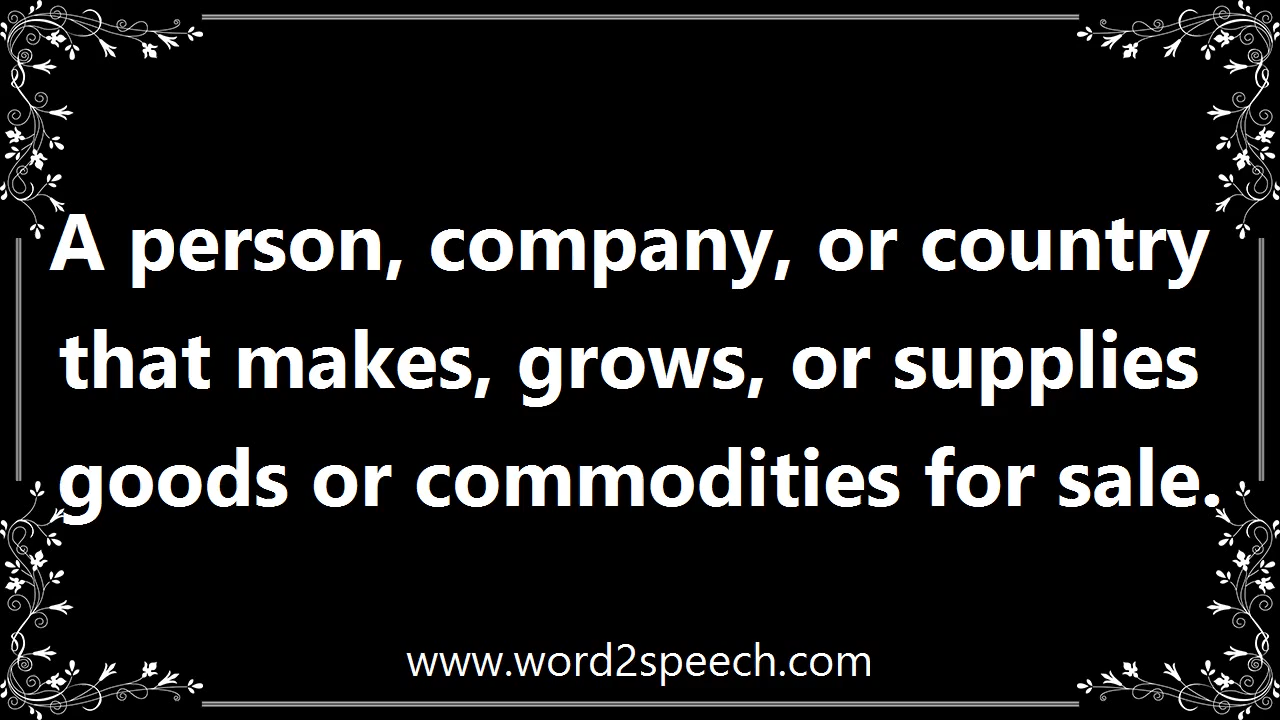 A person, company, or country
that makes, grows, or supplies
goods or commodities for sale.
www.word2speech.com